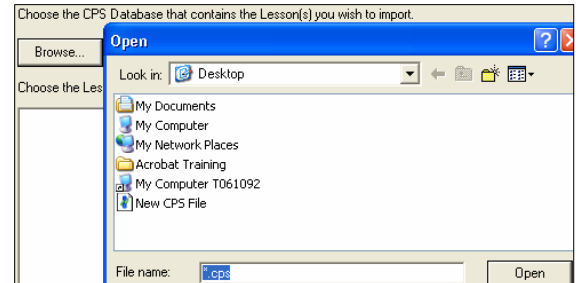 Choose the CPS Database that contains the Lesson(s) you wish to import.
Browse...
Open
Choose the Les
Look in: Desktop
My Documents
My Computer
My Network Places
Acrobat Training
My Computer T061092
New CPS File
File name: *.cps
Open